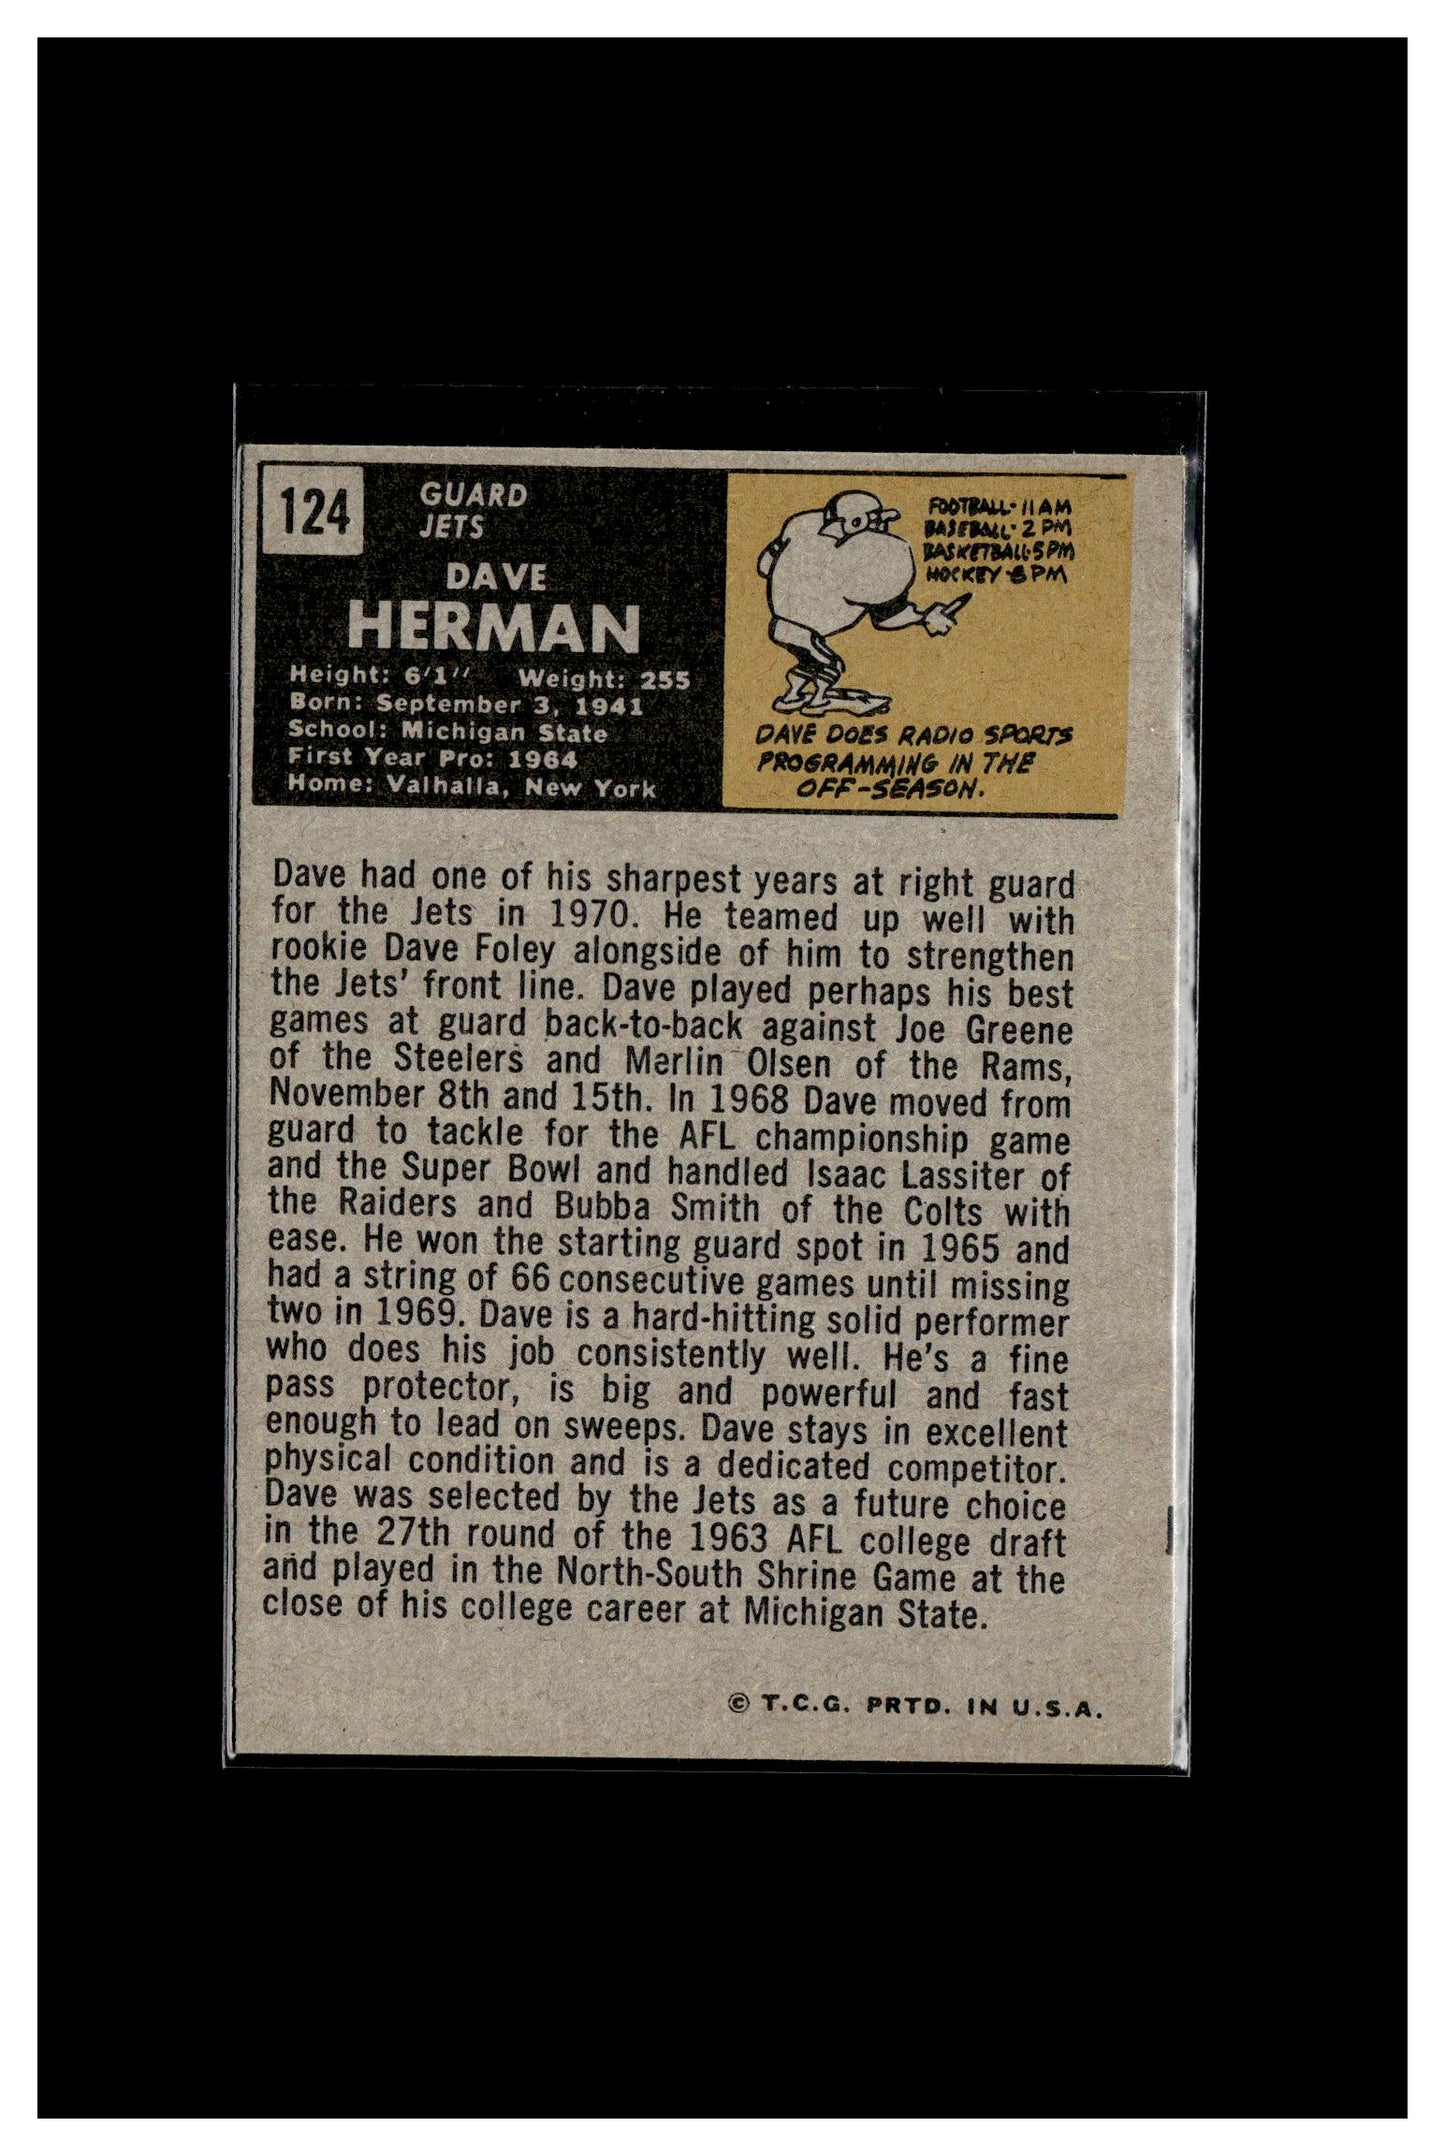 124
GUARD
JETS
DAVE
HERMAN
Height: 6'1'' Weight: 255
Born: September 3, 1941
School: Michigan State
First Year Pro: 1964
Home: Valhalla, New York
FOOTBALL- 11 AM
BASEBALL- 2 PM
BASKETBALL-5 PM
HOCKEY-8 PM
DAVE DOES RADIO SPORTS
PROGRAMMING IN THE
OFF-SEASON.
Dave had one of his sharpest years at right guard
for the Jets in 1970. He teamed up well with
rookie Dave Foley alongside of him to strengthen
the Jets' front line. Dave played perhaps his best
games at guard back-to-back against Joe Greene
of the Steelers and Merlin Olsen of the Rams,
November 8th and 15th. In 1968 Dave moved from
guard to tackle for the AFL championship game
and the Super Bowl and handled Isaac Lassiter of
the Raiders and Bubba Smith of the Colts with
ease. He won the starting guard spot in 1965 and
had a string of 66 consecutive games until missing
two in 1969. Dave is a hard-hitting solid performer
who does his job consistently well. He's a fine
pass protector, is big and powerful and fast
enough to lead on sweeps. Dave stays in excellent
physical condition and is a dedicated competitor.
Dave was selected by the Jets as a future choice
in the 27th round of the 1963 AFL college draft
and played in the North-South Shrine Game at the
close of his college career at Michigan State.
© T.C.G. PRTD. IN U.S.A.